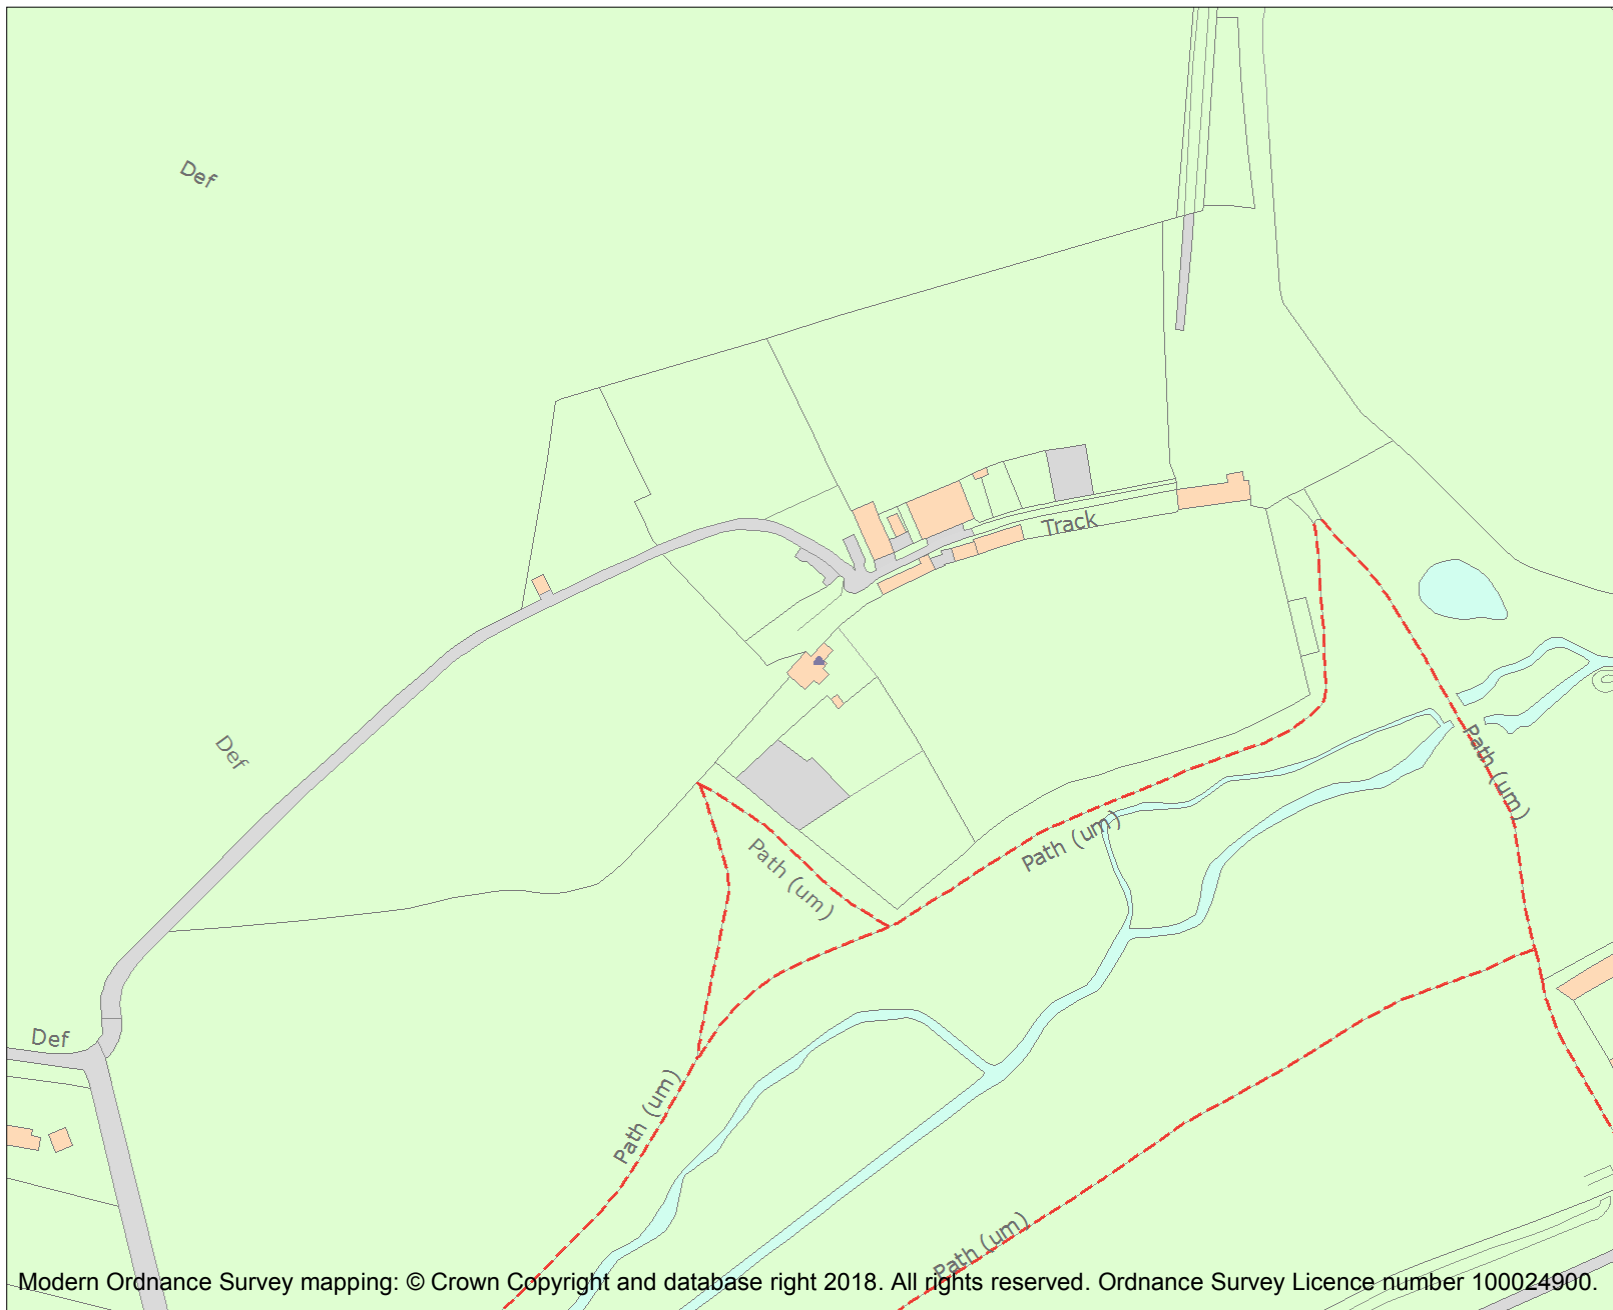 Def
Track
Def
Path (um)
Path (um)
Path (um)
Def
Path (um)
Path (um)
Modern Ordnance Survey mapping: © Crown Copyright and database right 2018. All rights reserved. Ordnance Survey Licence number 100024900.